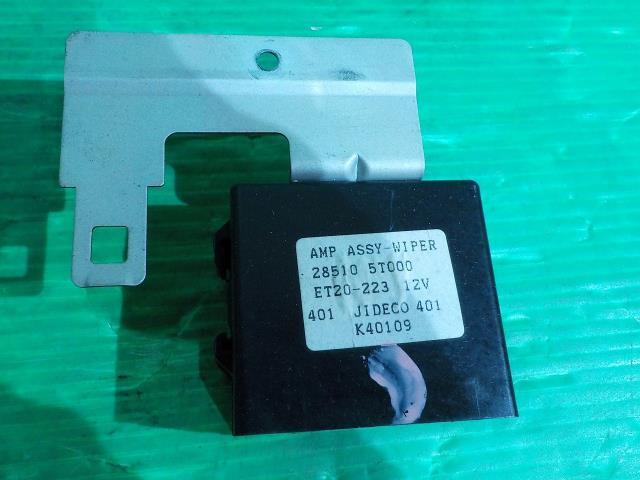 AMP ASSY-WIPER
28510 5T000
ET20-223 12V
401 JIDECO 401
K40109